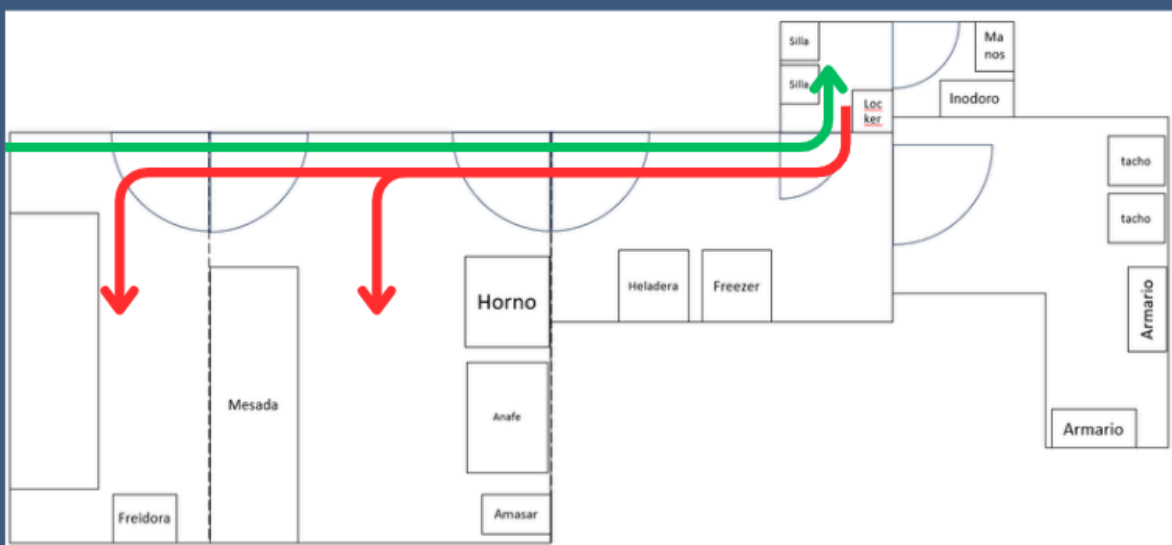 Silla
Silla
Loc
ker
Ma
nos
Inodoro
tacho
tacho
Armario
Armario
Heladera
Freezer
Horno
Anafe
Amasar
Mesada
Freidora